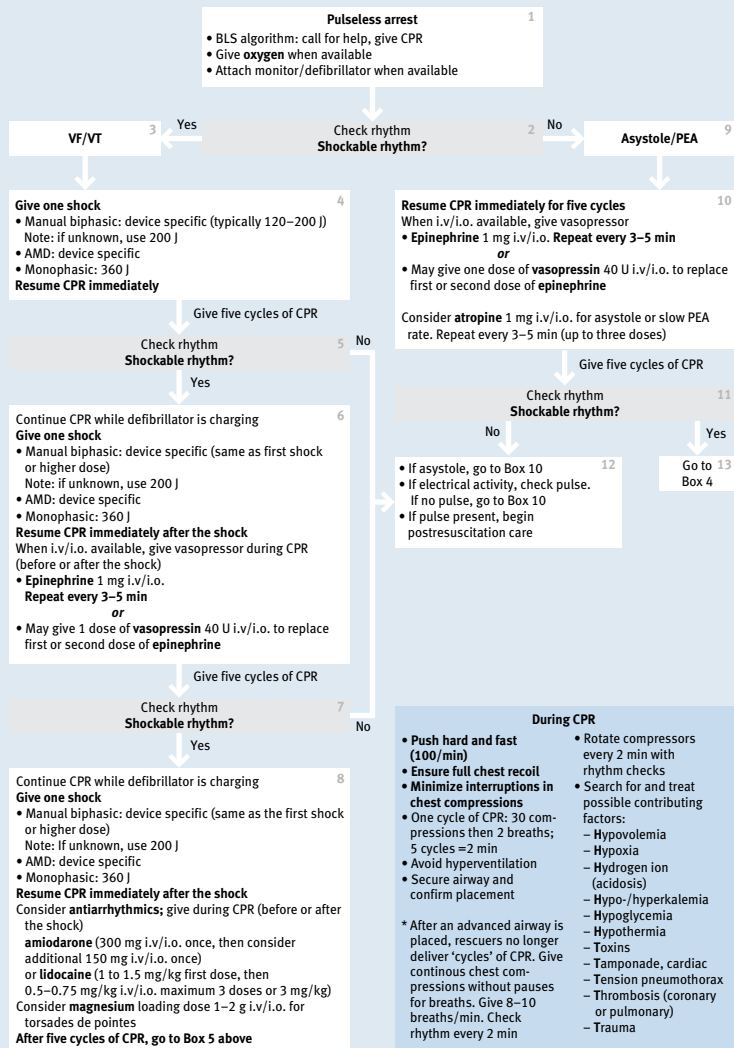 Pulseless arrest 1
• BLS algorithm: call for help, give CPR
• Give oxygen when available
• Attach monitor/defibrillator when available
Yes
Check rhythm 2
Shockable rhythm?
No
3
VF/VT
9
Asystole/PEA
Give one shock 4
• Manual biphasic: device specific (typically 120–200 J)
Note: if unknown, use 200 J
• AMD: device specific
• Monophasic: 360 J
Resume CPR immediately
Give five cycles of CPR
Check rhythm 5
Shockable rhythm?
No
Yes
Continue CPR while defibrillator is charging 6
Give one shock
• Manual biphasic: device specific (same as first shock
or higher dose)
Note: if unknown, use 200 J
• AMD: device specific
• Monophasic: 360 J
Resume CPR immediately after the shock
When i.v/i.o. available, give vasopressor during CPR
(before or after the shock)
• Epinephrine 1 mg i.v/i.o.
Repeat every 3–5 min
or
• May give 1 dose of vasopressin 40 U i.v/i.o. to replace
first or second dose of epinephrine
Give five cycles of CPR
Check rhythm 7
Shockable rhythm?
No
Yes
Continue CPR while defibrillator is charging 8
Give one shock
• Manual biphasic: device specific (same as the first shock
or higher dose)
Note: If unknown, use 200 J
• AMD: device specific
• Monophasic: 360 J
Resume CPR immediately after the shock
Consider antiarrhythmics; give during CPR (before or after
the shock)
amiodarone (300 mg i.v/i.o. once, then consider
additional 150 mg i.v/i.o. once)
or lidocaine (1 to 1.5 mg/kg first dose, then
0.5–0.75 mg/kg i.v/i.o. maximum 3 doses or 3 mg/kg)
Consider magnesium loading dose 1–2 g i.v/i.o. for
torsades de pointes
After five cycles of CPR, go to Box 5 above
Resume CPR immediately for five cycles 10
When i.v/i.o. available, give vasopressor
• Epinephrine 1 mg i.v/i.o. Repeat every 3–5 min
or
• May give one dose of vasopressin 40 U i.v/i.o. to replace
first or second dose of epinephrine
Consider atropine 1 mg i.v/i.o. for asystole or slow PEA
rate. Repeat every 3–5 min (up to three doses)
Give five cycles of CPR
Check rhythm 11
Shockable rhythm?
No
Yes
• If asystole, go to Box 10 12
• If electrical activity, check pulse.
If no pulse, go to Box 10
• If pulse present, begin
postresuscitation care
Go to 13
Box 4
During CPR
• Push hard and fast
(100/min)
• Ensure full chest recoil
• Minimize interruptions in
chest compressions
• One cycle of CPR: 30 com-
pressions then 2 breaths;
5 cycles =2 min
• Avoid hyperventilation
• Secure airway and
confirm placement
* After an advanced airway is
placed, rescuers no longer
deliver ‘cycles’ of CPR. Give
continous chest com-
pressions without pauses
for breaths. Give 8–10
breaths/min. Check
rhythm every 2 min
• Rotate compressors
every 2 min with
rhythm checks
• Search for and treat
possible contributing
factors:
– Hypovolemia
– Hypoxia
– Hydrogen ion
(acidosis)
– Hypo-/hyperkalemia
– Hypoglycemia
– Hypothermia
– Toxins
– Tamponade, cardiac
– Tension pneumothorax
– Thrombosis (coronary
or pulmonary)
– Trauma